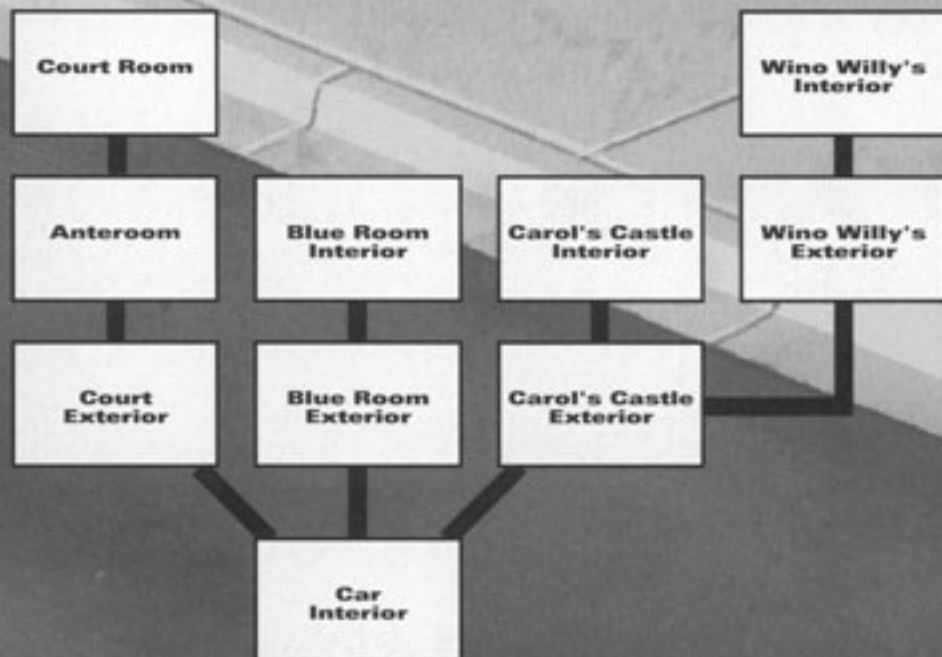 Court Room
Wino Willy's
Interior
Anteroom
Blue Room
Interior
Carol's Castle
Interior
Wino Willy's
Exterior
Court
Exterior
Blue Room
Exterior
Carol's Castle
Exterior
Car
Interior